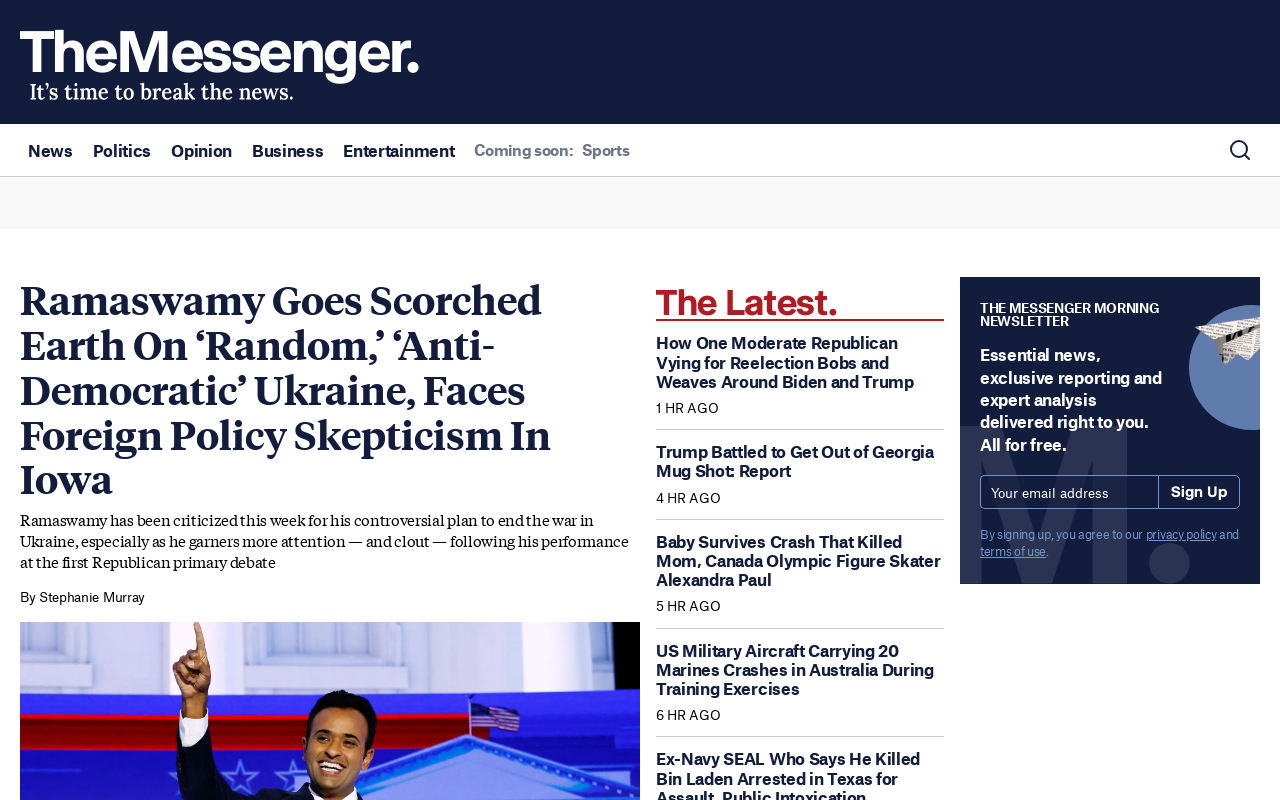 TheMessenger.
It's time to break the news.
News Politics Opinion Business Entertainment Coming soon: Sports
Ramaswamy Goes Scorched
Earth On ‘Random,’ ‘Anti-
Democratic’ Ukraine, Faces
Foreign Policy Skepticism In
Iowa
Ramaswamy has been criticized this week for his controversial plan to end the war in
Ukraine, especially as he garners more attention — and clout — following his performance
at the first Republican primary debate
By Stephanie Murray
The Latest.
How One Moderate Republican
Vying for Reelection Bobs and
Weaves Around Biden and Trump
1 HR AGO
Trump Battled to Get Out of Georgia
Mug Shot: Report
4 HR AGO
Baby Survives Crash That Killed
Mom, Canada Olympic Figure Skater
Alexandra Paul
5 HR AGO
US Military Aircraft Carrying 20
Marines Crashes in Australia During
Training Exercises
6 HR AGO
Ex-Navy SEAL Who Says He Killed
Bin Laden Arrested in Texas for
Assault, Public Intoxication
THE MESSENGER MORNING
NEWSLETTER
Essential news,
exclusive reporting and
expert analysis
delivered right to you.
All for free.
Your email address Sign Up
By signing up, you agree to our privacy policy and
terms of use.
M.